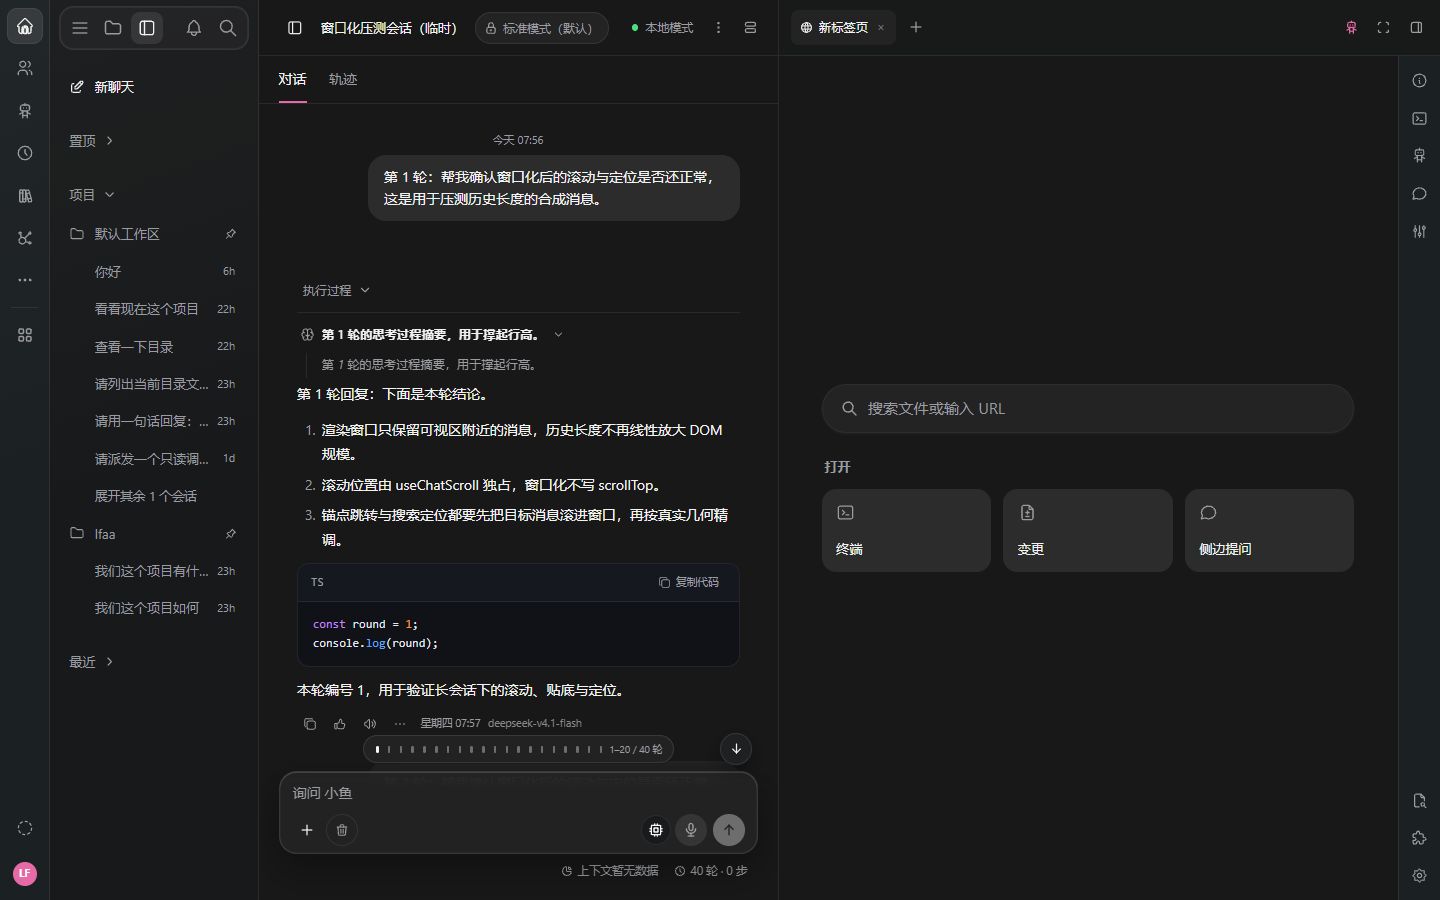 窗口化压测会话（临时）
标准模式（默认）
本地模式
新标签页
新聊天
置顶
项目
默认工作区
你好 6h
看看现在这个项目 22h
查看一下目录 22h
请列出当前目录文... 23h
请用一句话回复：... 23h
请派发一个只读调... 1d
展开其余 1 个会话
lfaa
我们这个项目有什... 23h
我们这个项目如何 23h
最近
LF
对话 轨迹
今天 07:56
第 1 轮：帮我确认窗口化后的滚动与定位是否还正常，
这是用于压测历史长度的合成消息。
执行过程
第 1 轮的思考过程摘要，用于撑起行高。
第 1 轮的思考过程摘要，用于撑起行高。
第 1 轮回复：下面是本轮结论。
1. 渲染窗口只保留可视区附近的消息，历史长度不再线性放大 DOM
规模。
2. 滚动位置由 useChatScroll 独占，窗口化不写 scrollTop。
3. 锚点跳转与搜索定位都要先把目标消息滚进窗口，再按真实几何精
调。
TS 复制代码
const round = 1;
console.log(round);
本轮编号 1，用于验证长会话下的滚动、贴底与定位。
星期四 07:57 deepseek-v4.1-flash
1–20 / 40 轮
询问 小鱼
上下文暂无数据 40 轮 · 0 步
搜索文件或输入 URL
打开
终端 变更 侧边提问